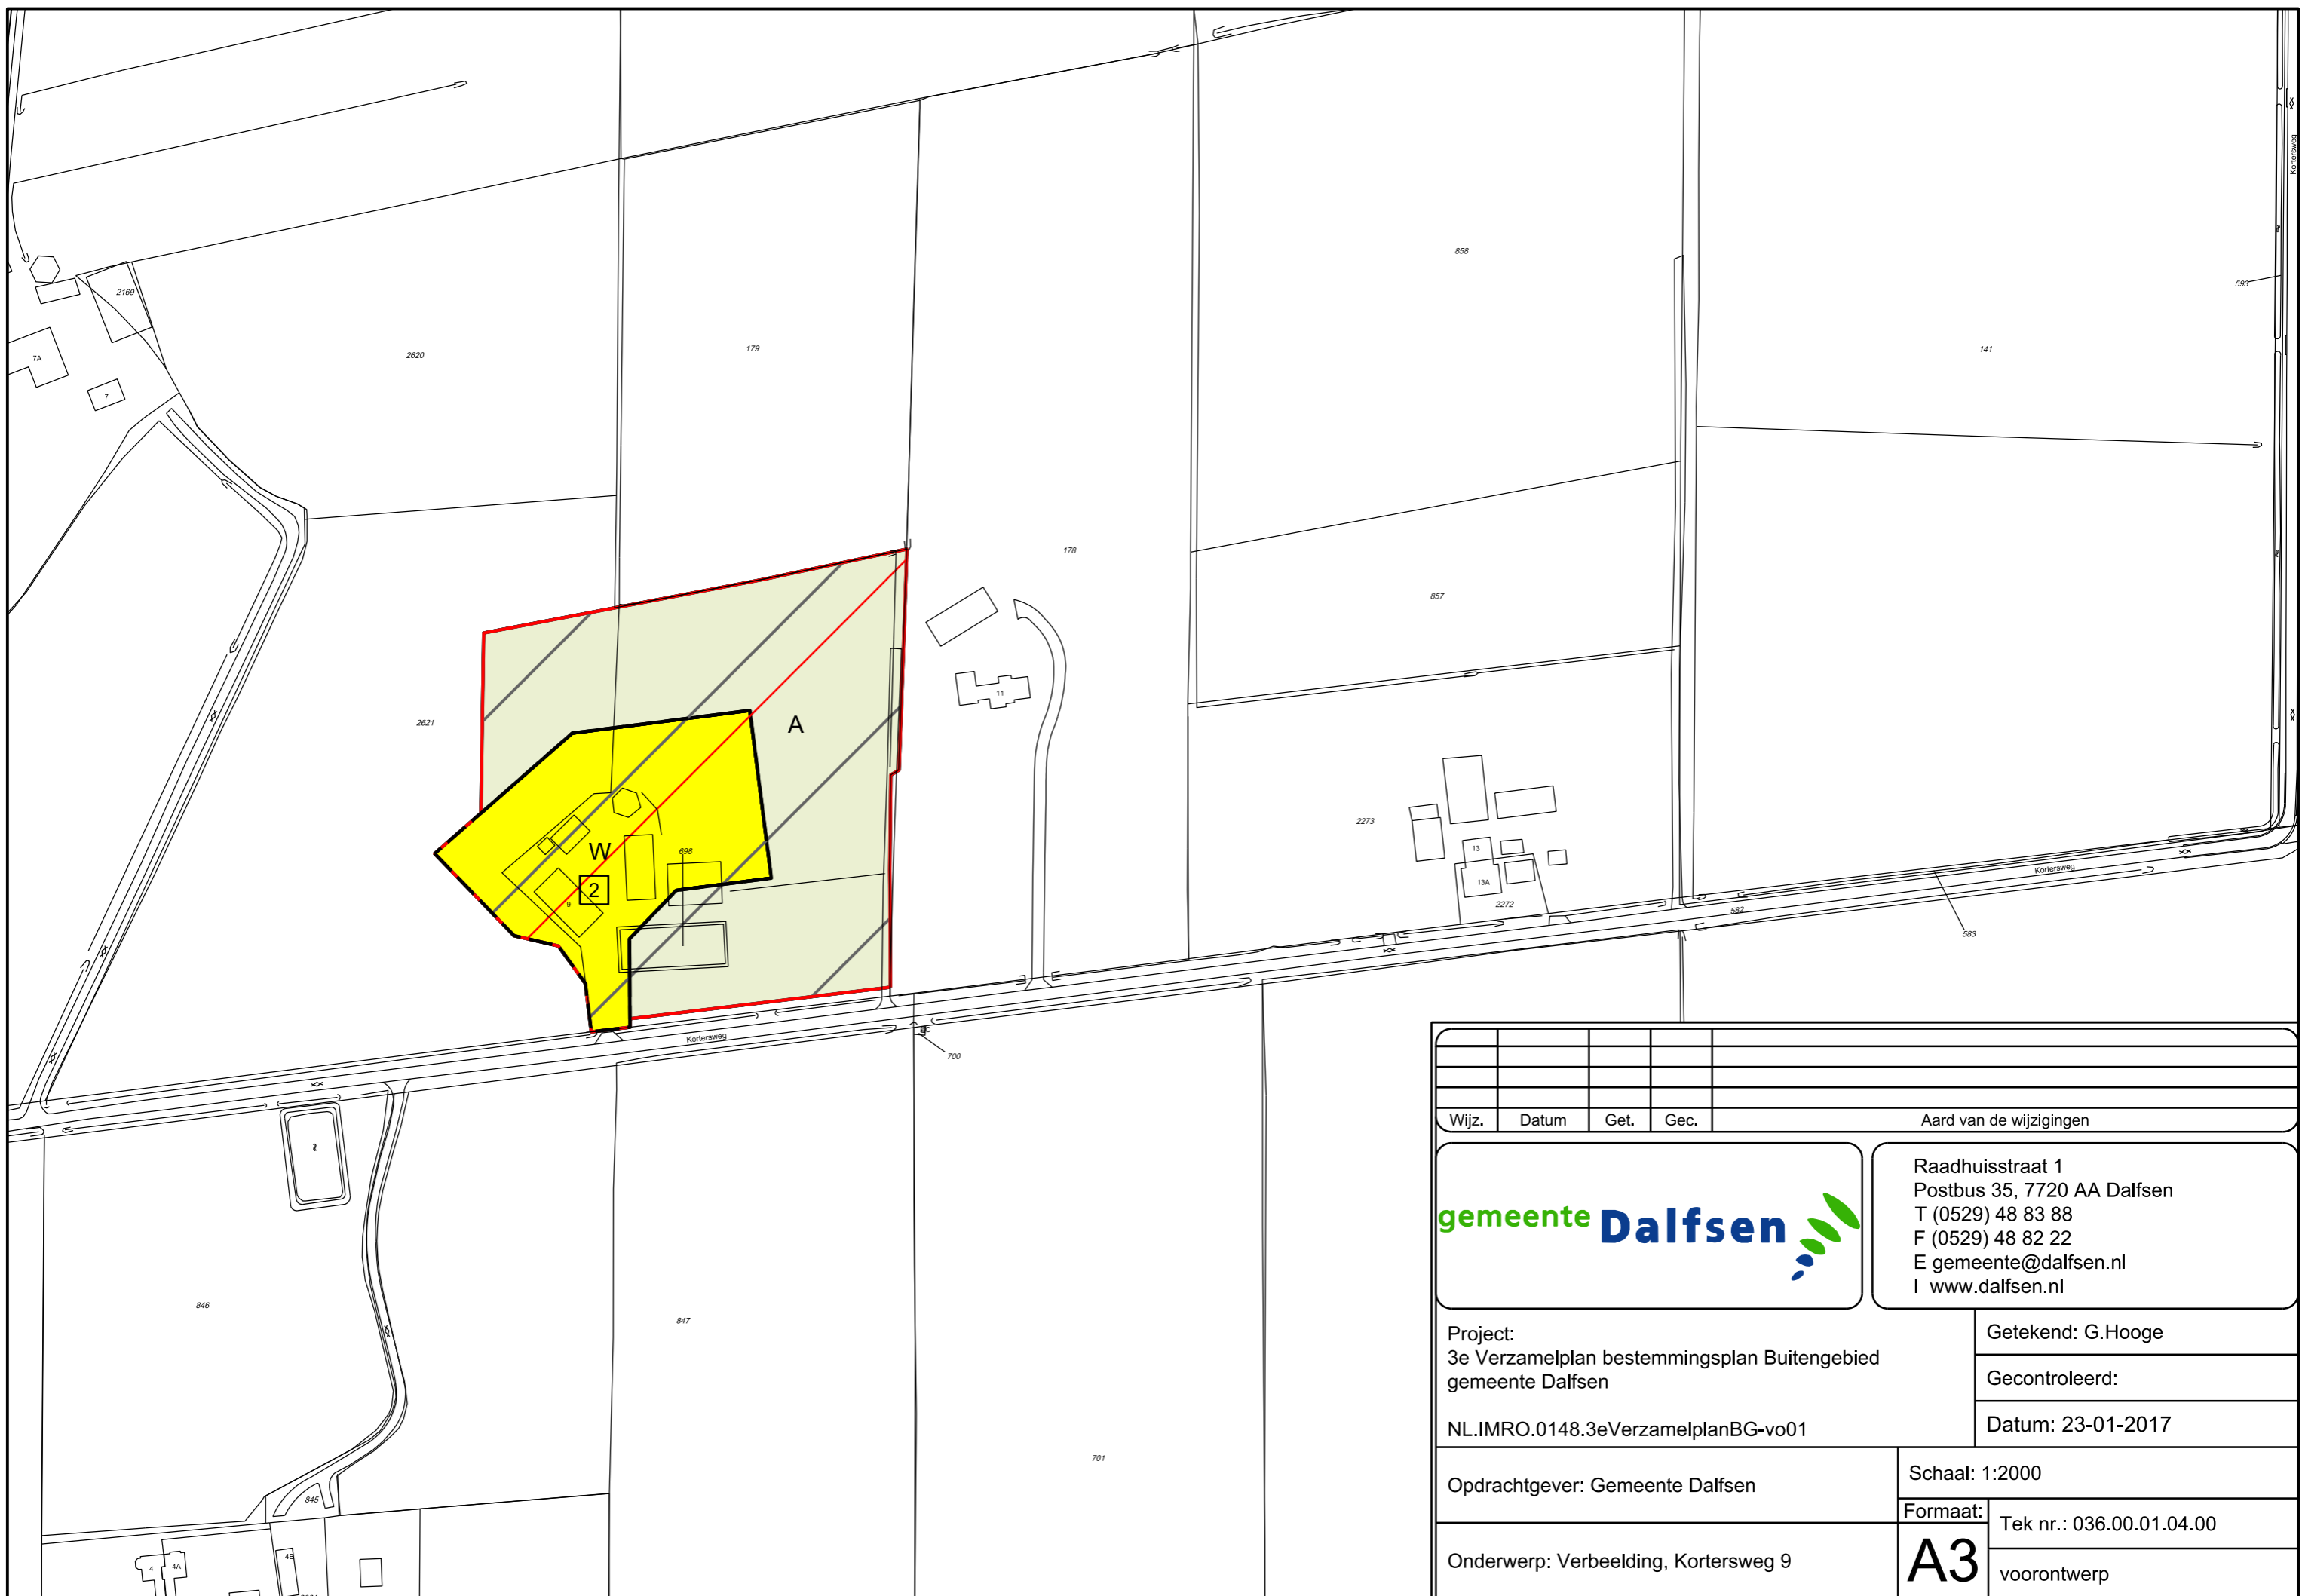 Kortersweg
593
858
2169
7A
7
2620
179
141
178
857
2621
A
11
2273
W
698
2
9
13
13A
2272
Kortersweg
582
583
Kortersweg
700
846
847
701
845
4
4A
4B
Wijz. Datum Get. Gec. Aard van de wijzigingen
gemeente Dalfsen
Raadhuisstraat 1
Postbus 35, 7720 AA Dalfsen
T (0529) 48 83 88
F (0529) 48 82 22
E gemeente@dalfsen.nl
I www.dalfsen.nl
Project:
3e Verzamelplan bestemmingsplan Buitengebied
gemeente Dalfsen
NL.IMRO.0148.3eVerzamelplanBG-vo01
Getekend: G.Hooge
Gecontroleerd:
Datum: 23-01-2017
Opdrachtgever: Gemeente Dalfsen
Schaal: 1:2000
Formaat:
A3
Tek nr.: 036.00.01.04.00
Onderwerp: Verbeelding, Kortersweg 9
voorontwerp